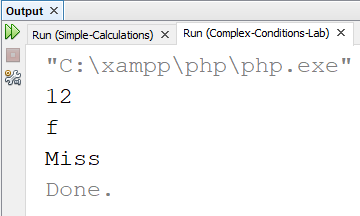 Output ×
Run (Simple-Calculations) × Run (Complex-Conditions-Lab) ×
"C:\xampp\php\php.exe"
12
f
Miss
Done.